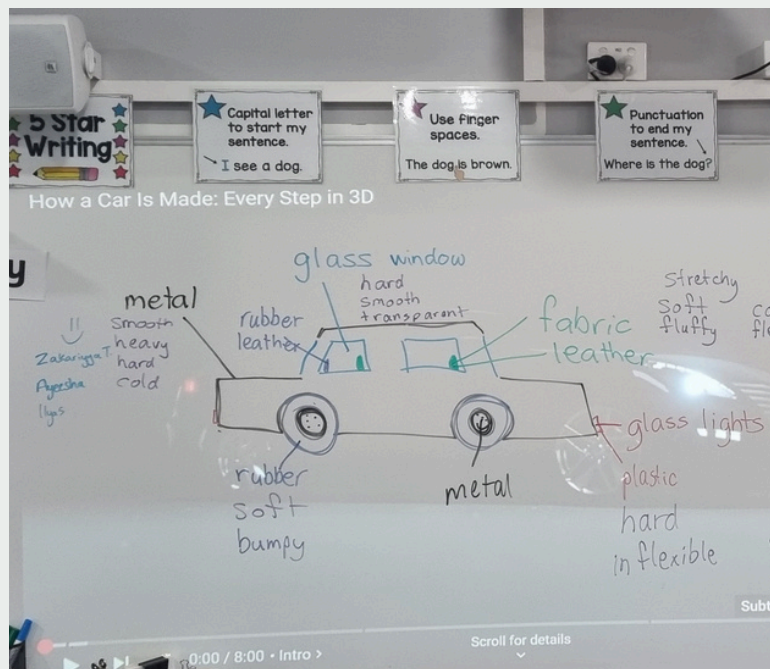 5 Star
Writing
Capital letter
to start my
sentence.
I see a dog.
Use finger
spaces.
The dog is brown.
Punctuation
to end my
sentence.
Where is the dog?
How a Car Is Made: Every Step in 3D
y
glass window
hard
smooth
transparent
metal
smooth
heavy
hard
cold
rubber
leather
fabric
leather
stretchy
soft
fluffy
Ayeesha
Ilyas
glass lights
plastic
hard
inflexible
rubber
soft
bumpy
metal
0:00 / 8:00 • Intro >
Scroll for details